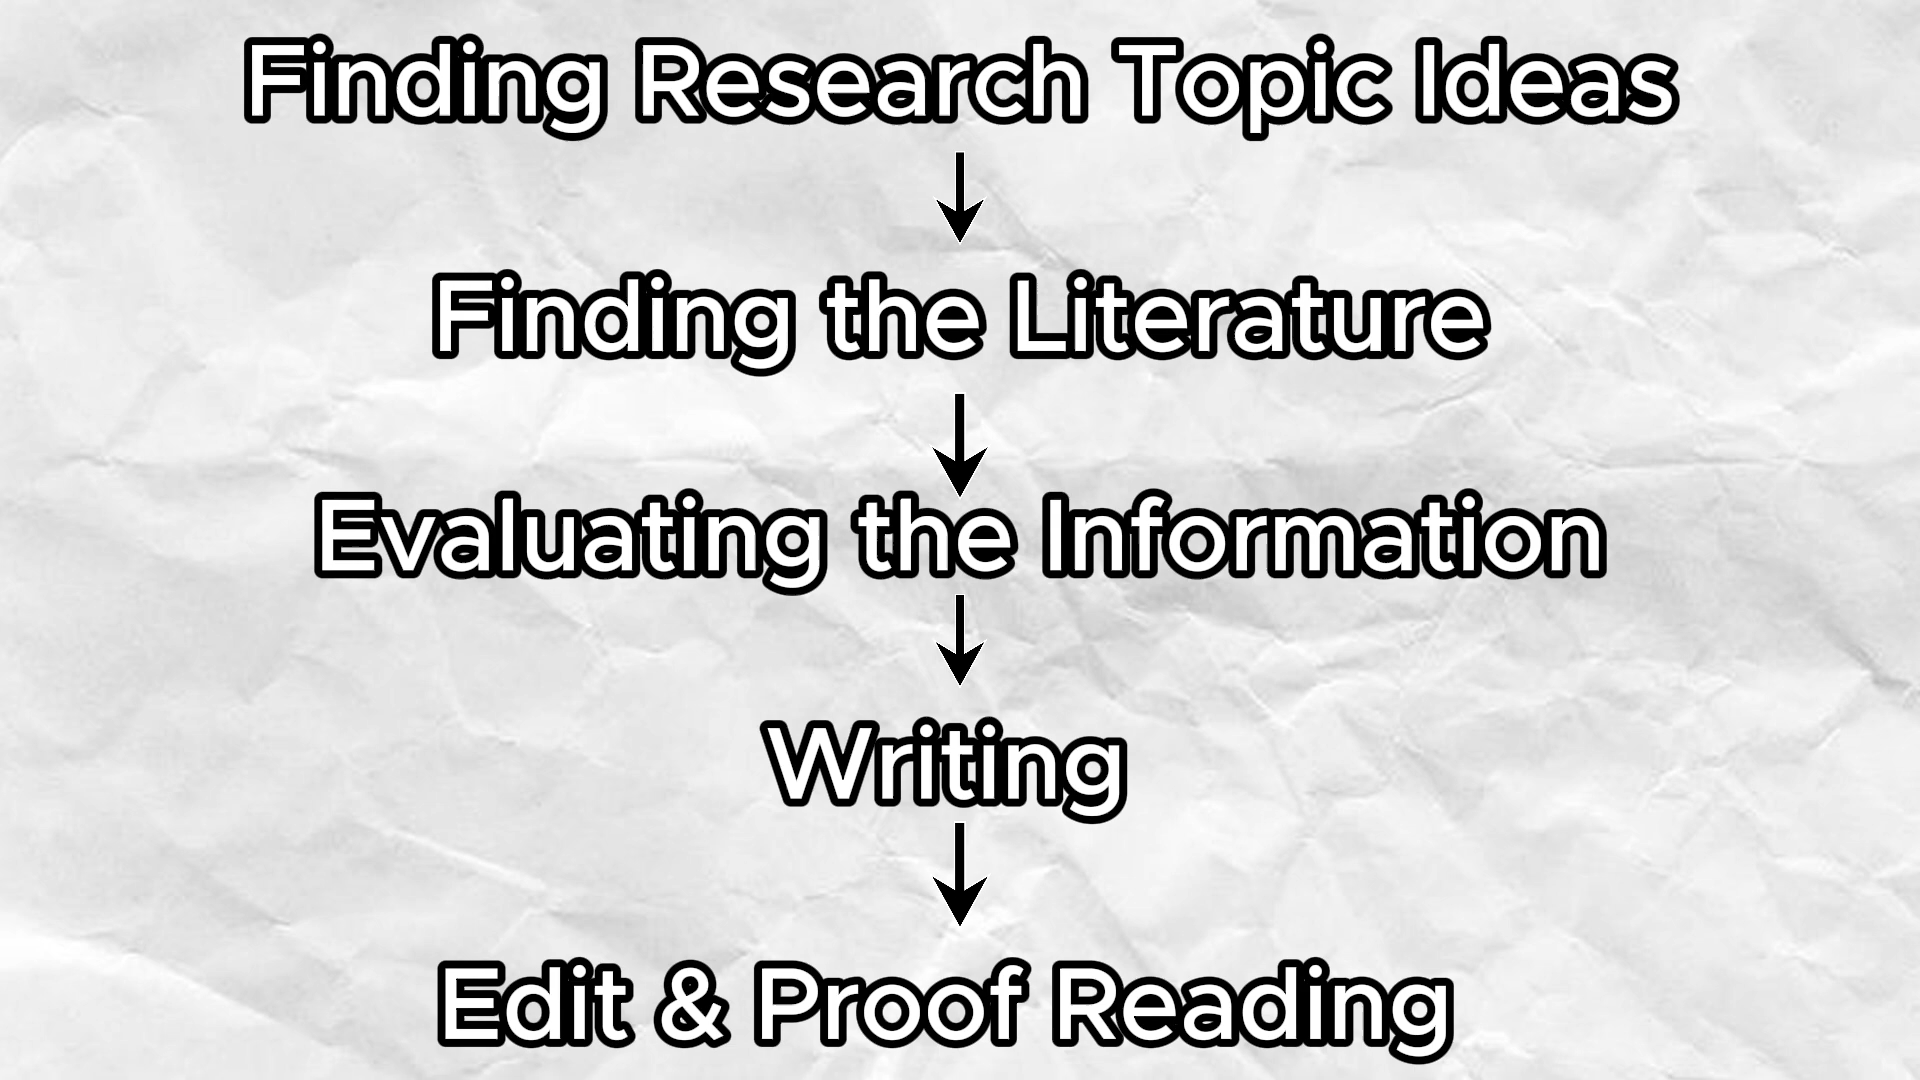 Finding Research Topic Ideas
Finding the Literature
Evaluating the Information
Writing
Edit & Proof Reading